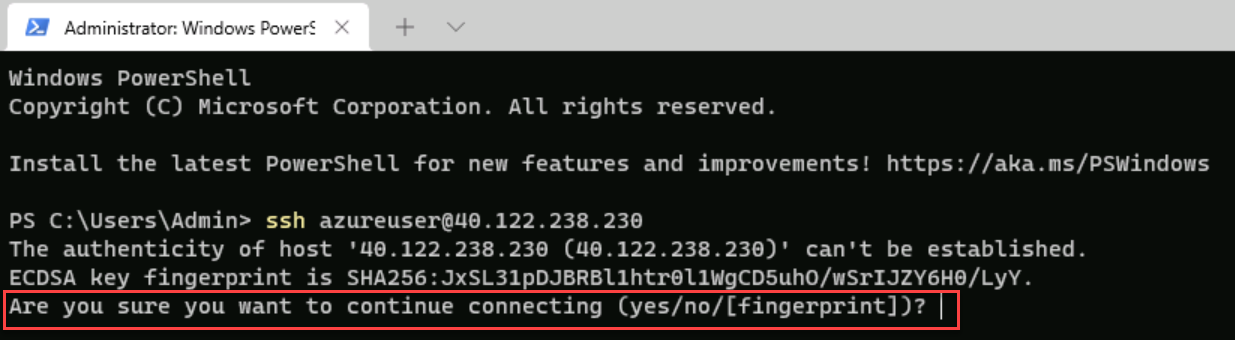 Administrator: Windows PowerS
Windows PowerShell
Copyright (C) Microsoft Corporation. All rights reserved.
Install the latest PowerShell for new features and improvements! https://aka.ms/PSWindows
PS C:\Users\Admin> ssh azureuser@40.122.238.230
The authenticity of host '40.122.238.230 (40.122.238.230)' can't be established.
ECDSA key fingerprint is SHA256:JxSL31pDJBRBl1htr0l1WgCD5uhO/wSrIJZY6H0/LyY.
Are you sure you want to continue connecting (yes/no/[fingerprint])?